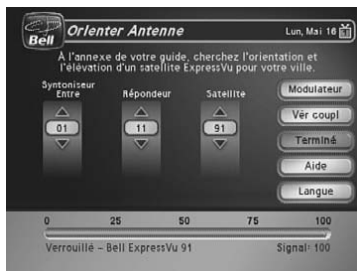 Bell
Orienter Antenne
Lun, Mai 16
À l'annexe de votre guide, cherchez l'orientation et
l'élévation d'un satellite ExpressVu pour votre ville.
Syntoniseur
Entre
Répondeur
Satellite
01
11
91
Modulateur
Vér coupl
Terminé
Aide
Langue
0 25 50 75 100
Verrouillé – Bell ExpressVu 91
Signal: 100